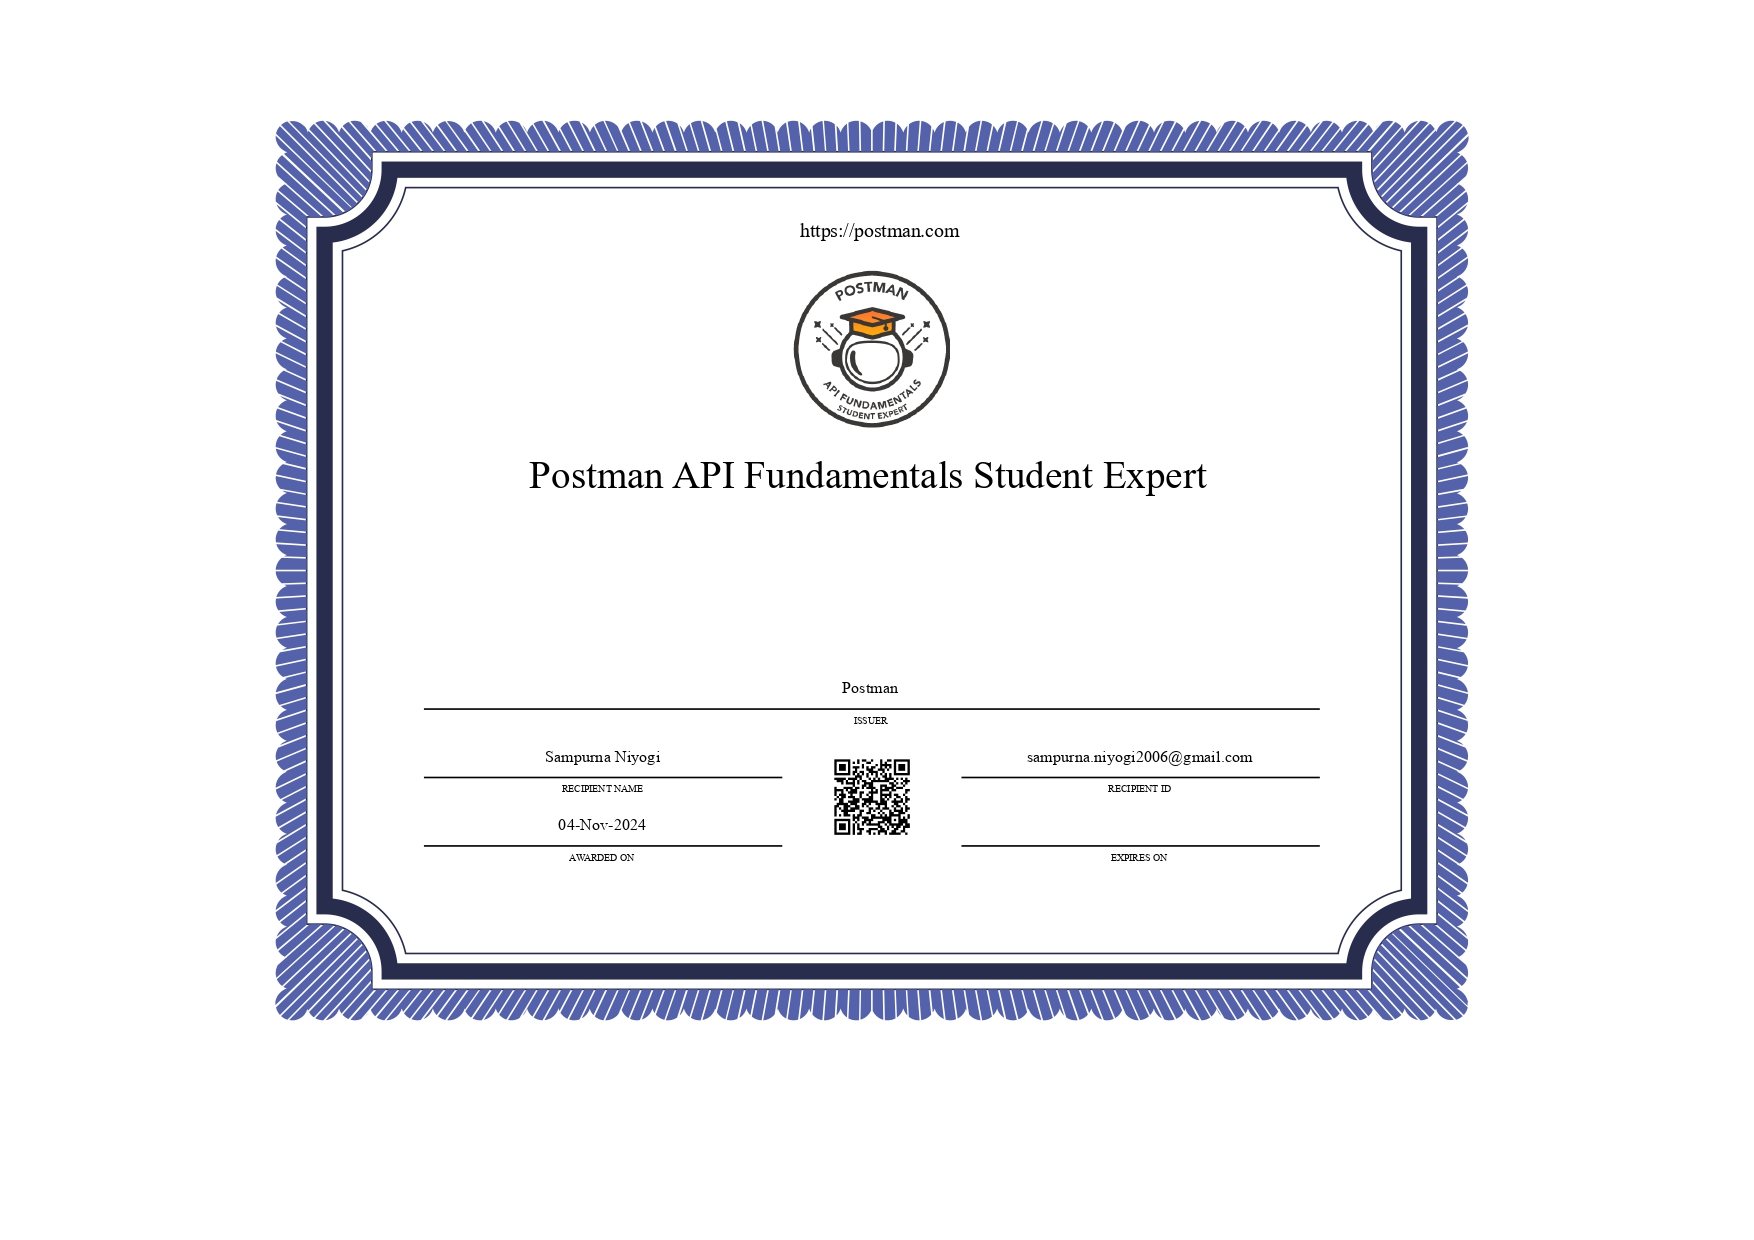 https://postman.com
POSTMAN
API FUNDAMENTALS
STUDENT EXPERT
Postman API Fundamentals Student Expert
Postman
ISSUER
Sampurna Niyogi
RECIPIENT NAME
sampurna.niyogi2006@gmail.com
RECIPIENT ID
04-Nov-2024
AWARDED ON
EXPIRES ON